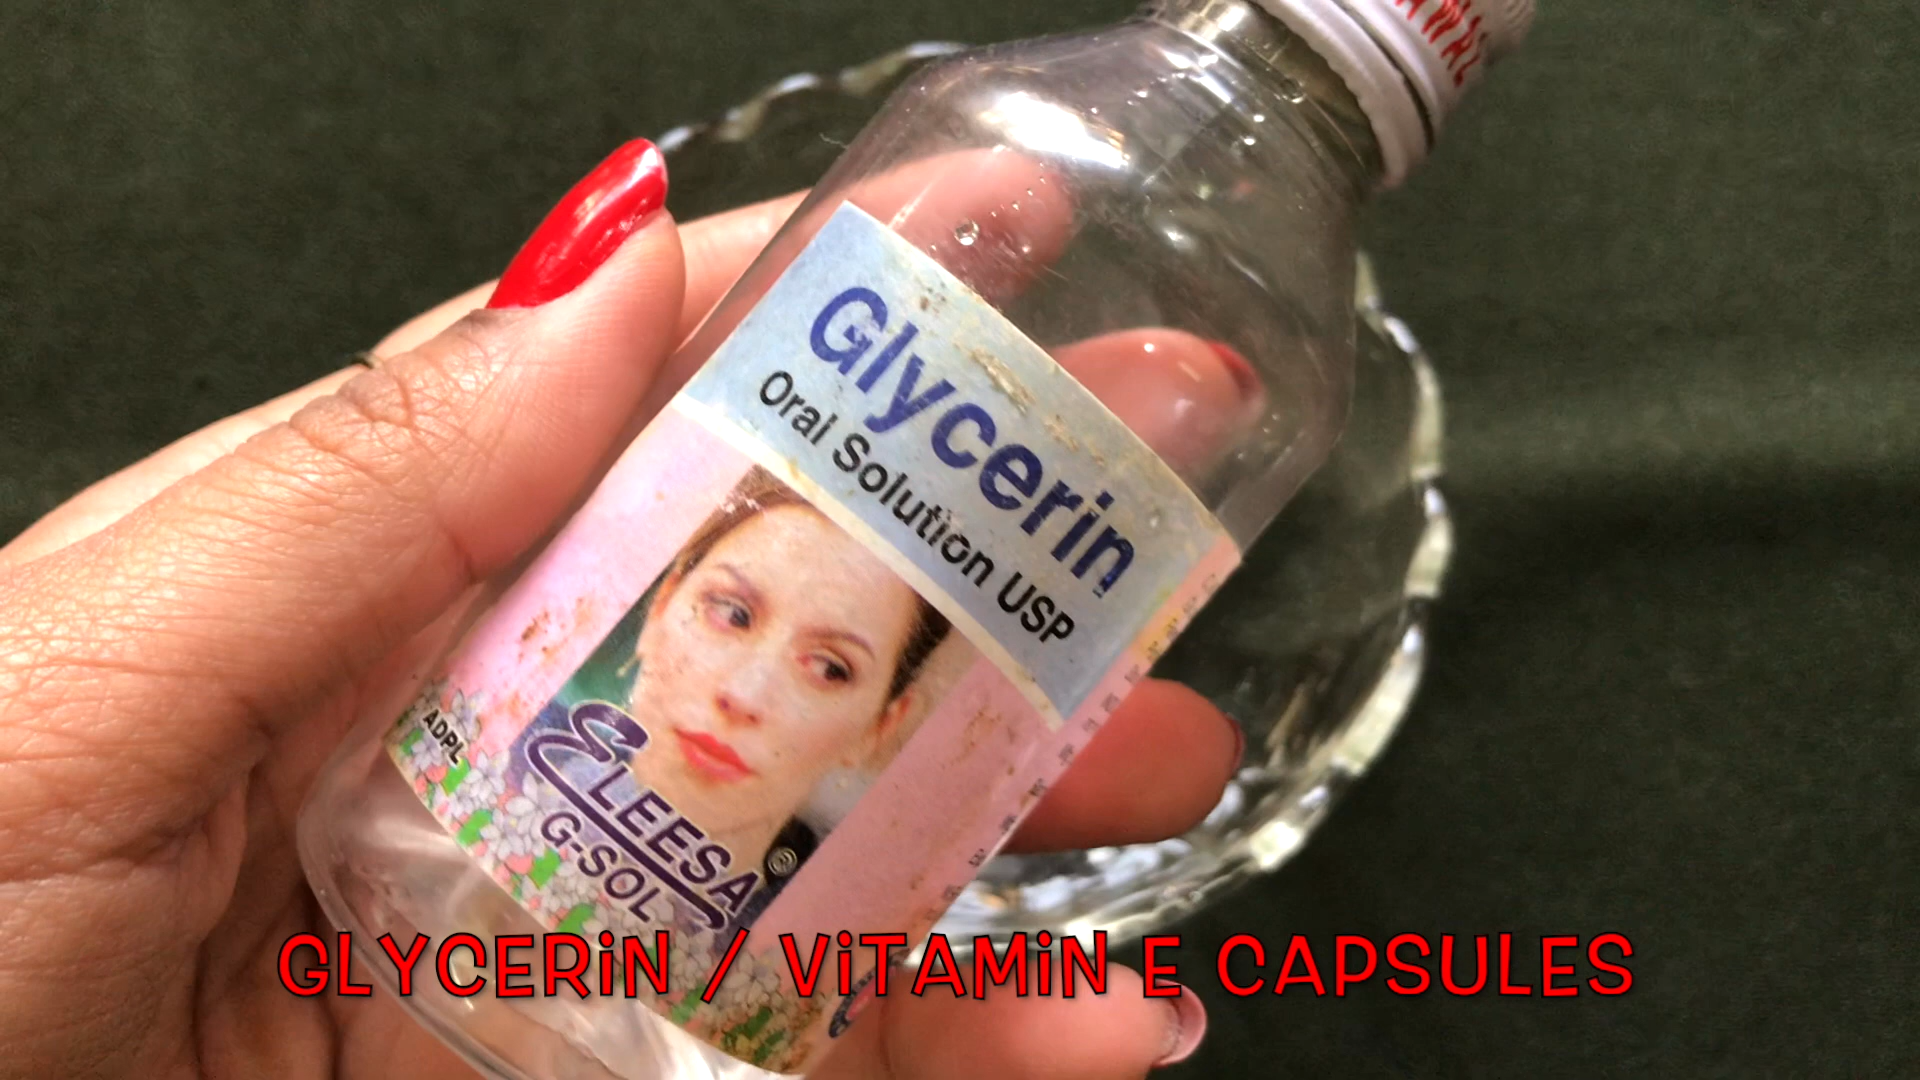 Glycerin
Oral Solution USP
ADPL
ELEESA®
G-SOL
GLYCERiN / ViTAMiN E CAPSULES